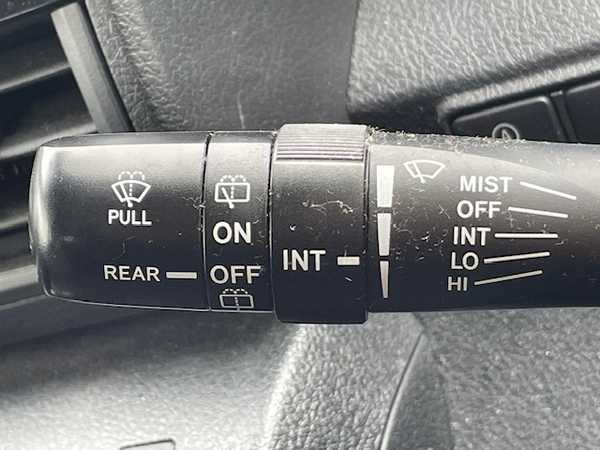 PULL
REAR
ON
OFF
INT
MIST
OFF
INT
LO
HI